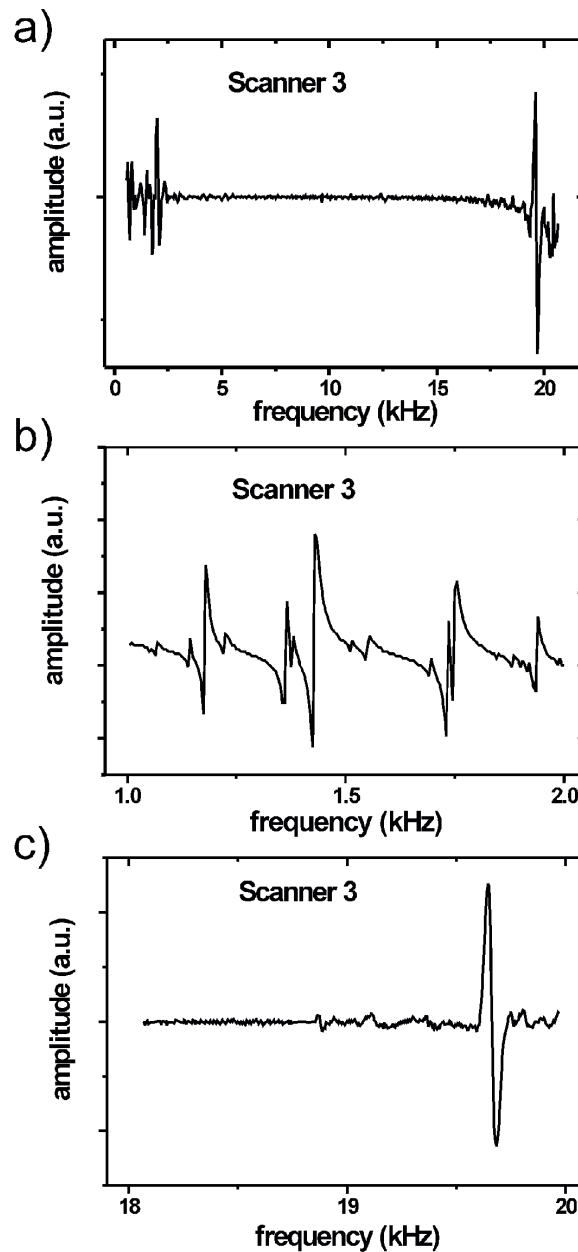 a)
Scanner 3
amplitude (a.u.)
0 5 10 15 20
frequency (kHz)
b)
Scanner 3
amplitude (a.u.)
1.0 1.5 2.0
frequency (kHz)
c)
Scanner 3
amplitude (a.u.)
18 19 20
frequency (kHz)